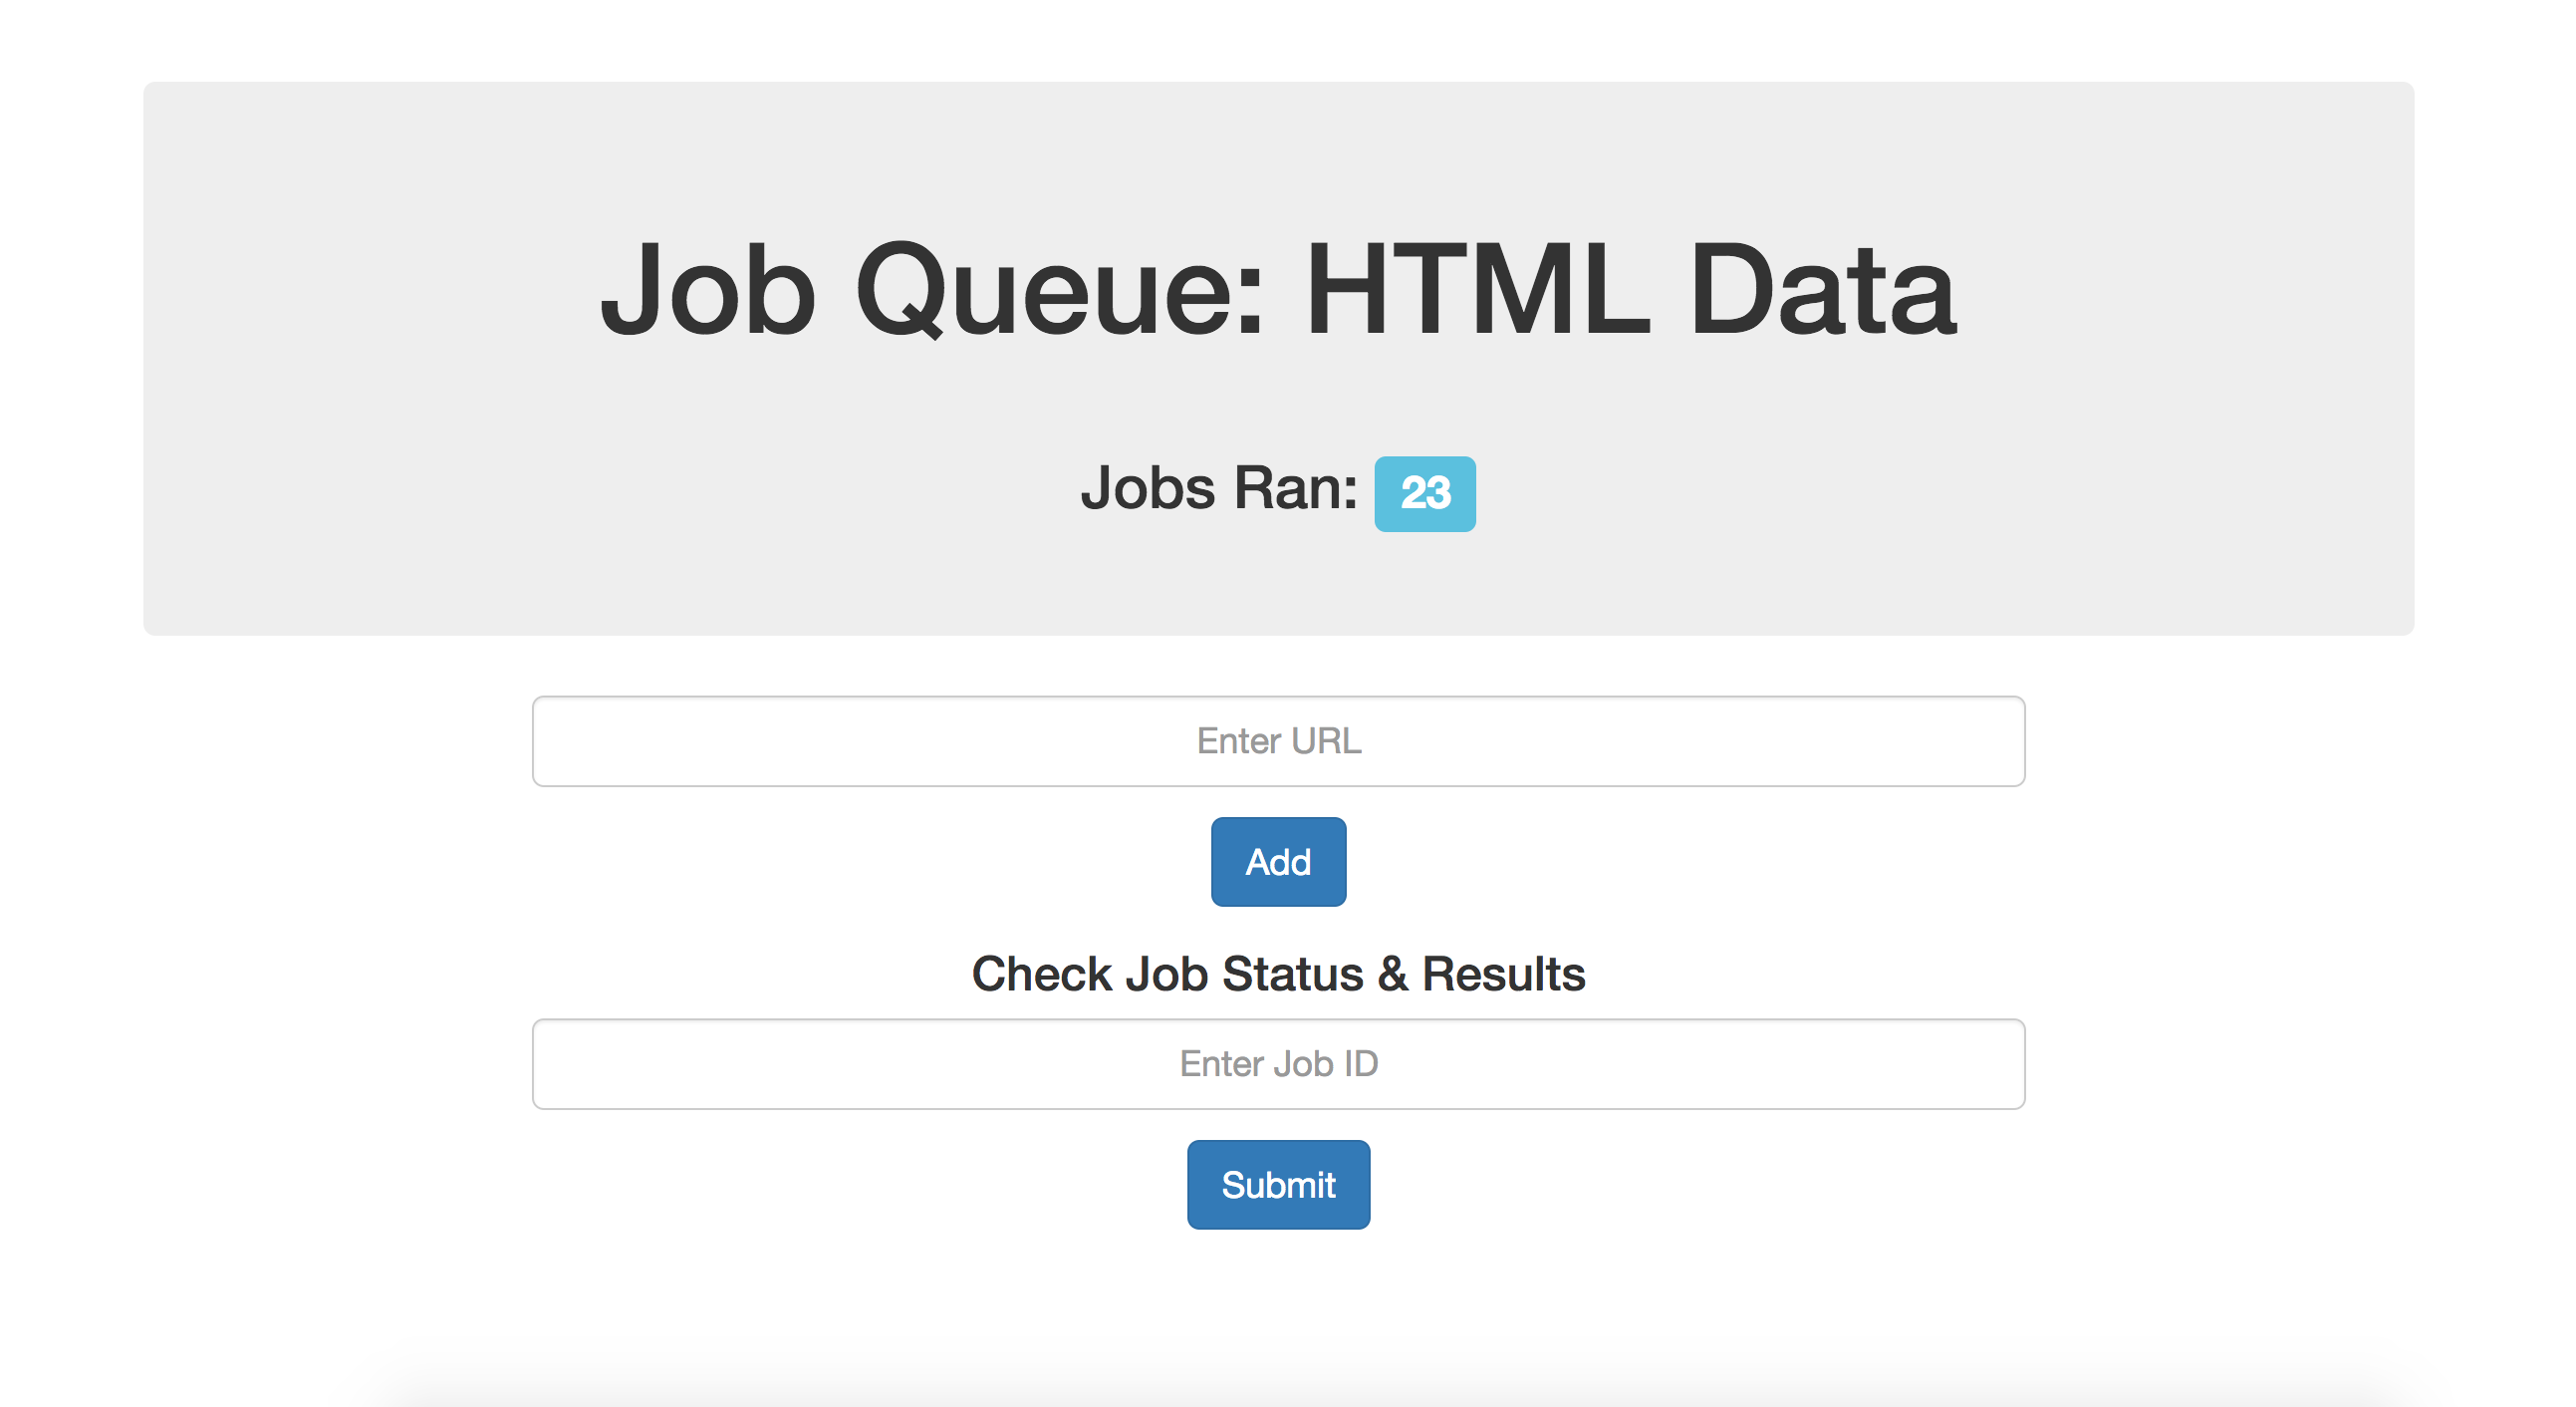 Job Queue: HTML Data
Jobs Ran: 23
Enter URL
Add
Check Job Status & Results
Enter Job ID
Submit